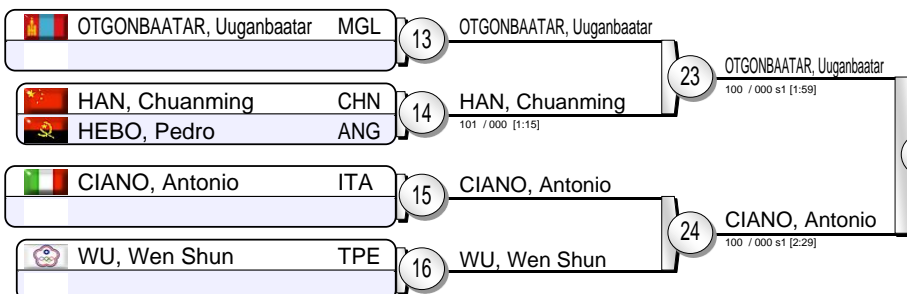 OTGONBAATAR, Uuganbaatar MGL
13
OTGONBAATAR, Uuganbaatar
23
OTGONBAATAR, Uuganbaatar
100 / 000 s1 [1:59]
HAN, Chuanming CHN
HEBO, Pedro ANG
14
HAN, Chuanming
101 / 000 [1:15]
CIANO, Antonio ITA
15
CIANO, Antonio
24
CIANO, Antonio
100 / 000 s1 [2:29]
WU, Wen Shun TPE
16
WU, Wen Shun